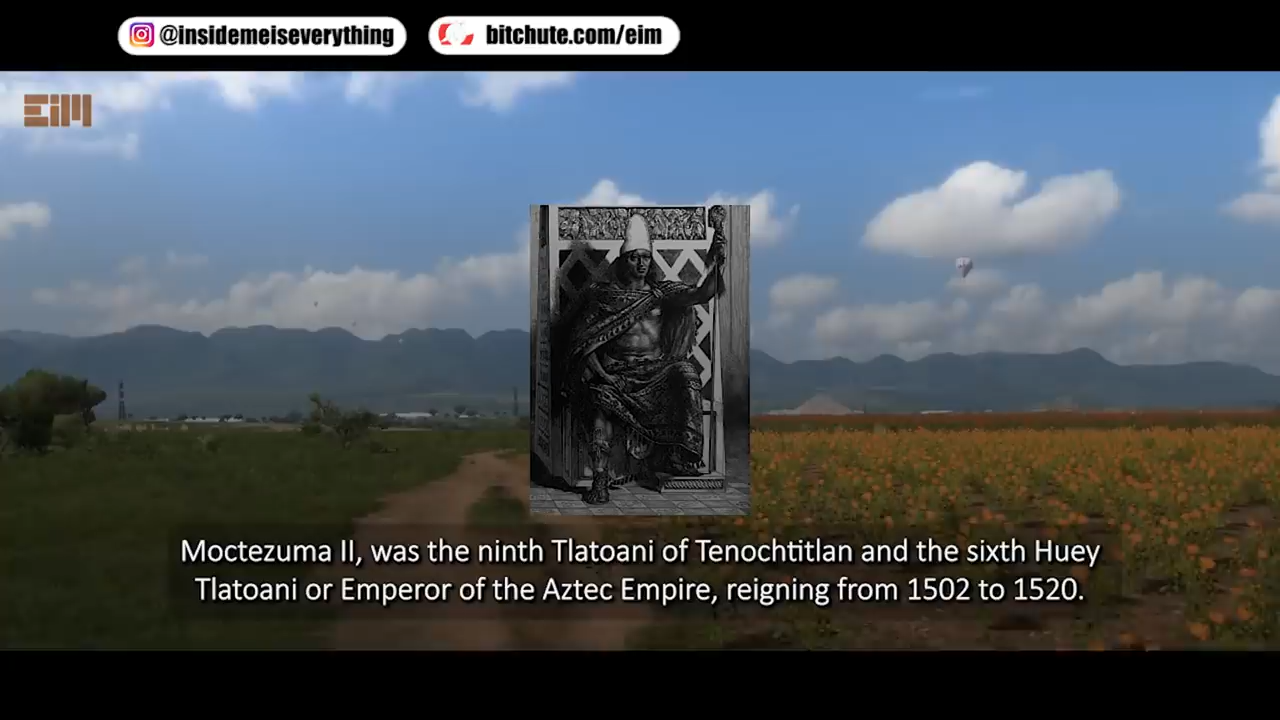 @insidemeiseverything
bitchute.com/eim
EiM
Moctezuma II, was the ninth Tlatoani of Tenochtitlan and the sixth Huey
Tlatoani or Emperor of the Aztec Empire, reigning from 1502 to 1520.